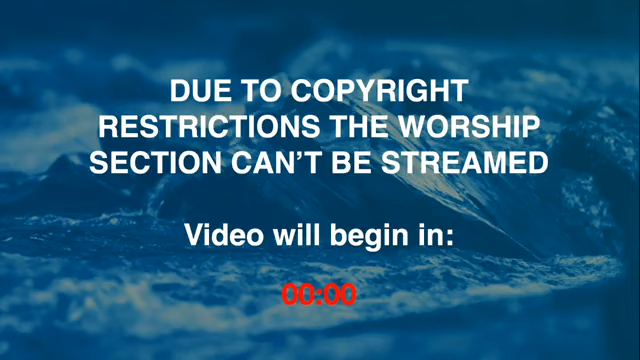 DUE TO COPYRIGHT
RESTRICTIONS THE WORSHIP
SECTION CAN'T BE STREAMED
Video will begin in:
00:00